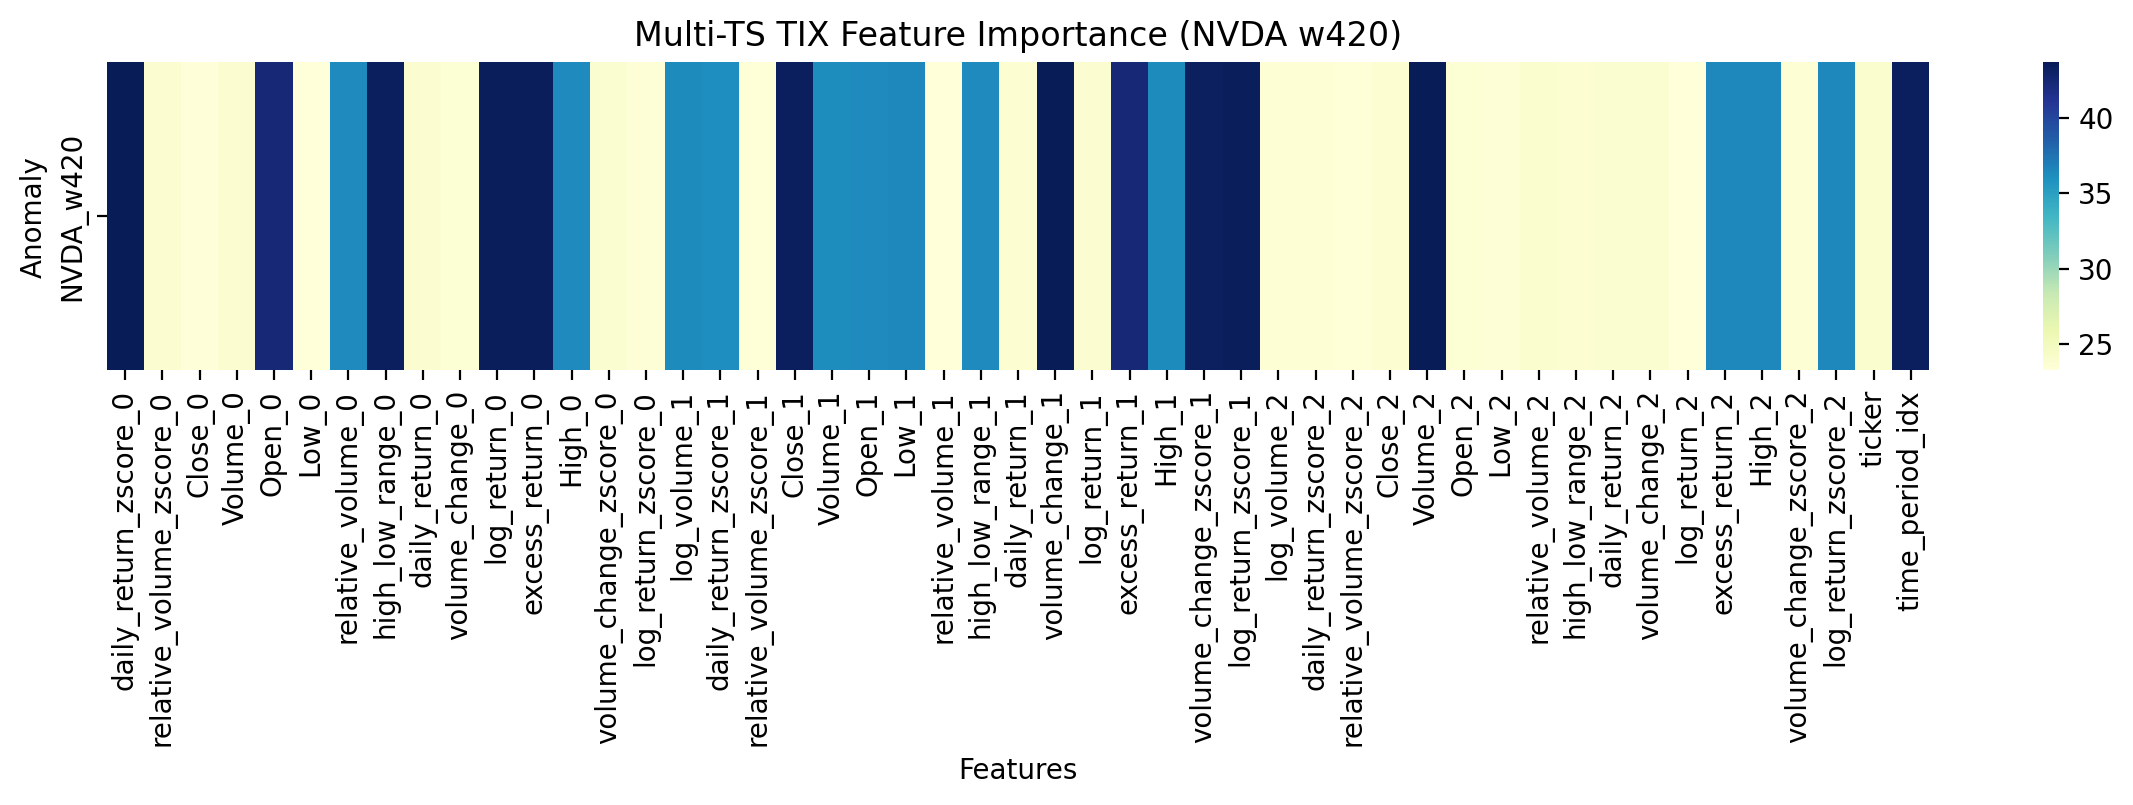 Multi-TS TIX Feature Importance (NVDA w420)
Anomaly
NVDA_w420
40
35
30
25
daily_return_zscore_0
relative_volume_zscore_0
Close_0
Volume_0
Open_0
Low_0
relative_volume_0
high_low_range_0
daily_return_0
volume_change_0
log_return_0
excess_return_0
High_0
volume_change_zscore_0
log_return_zscore_0
log_volume_1
daily_return_zscore_1
relative_volume_zscore_1
Close_1
Volume_1
Open_1
Low_1
relative_volume_1
high_low_range_1
daily_return_1
volume_change_1
log_return_1
excess_return_1
High_1
volume_change_zscore_1
log_return_zscore_1
log_volume_2
daily_return_zscore_2
relative_volume_zscore_2
Close_2
Volume_2
Open_2
Low_2
relative_volume_2
high_low_range_2
daily_return_2
volume_change_2
log_return_2
excess_return_2
High_2
volume_change_zscore_2
log_return_zscore_2
ticker
time_period_idx
Features